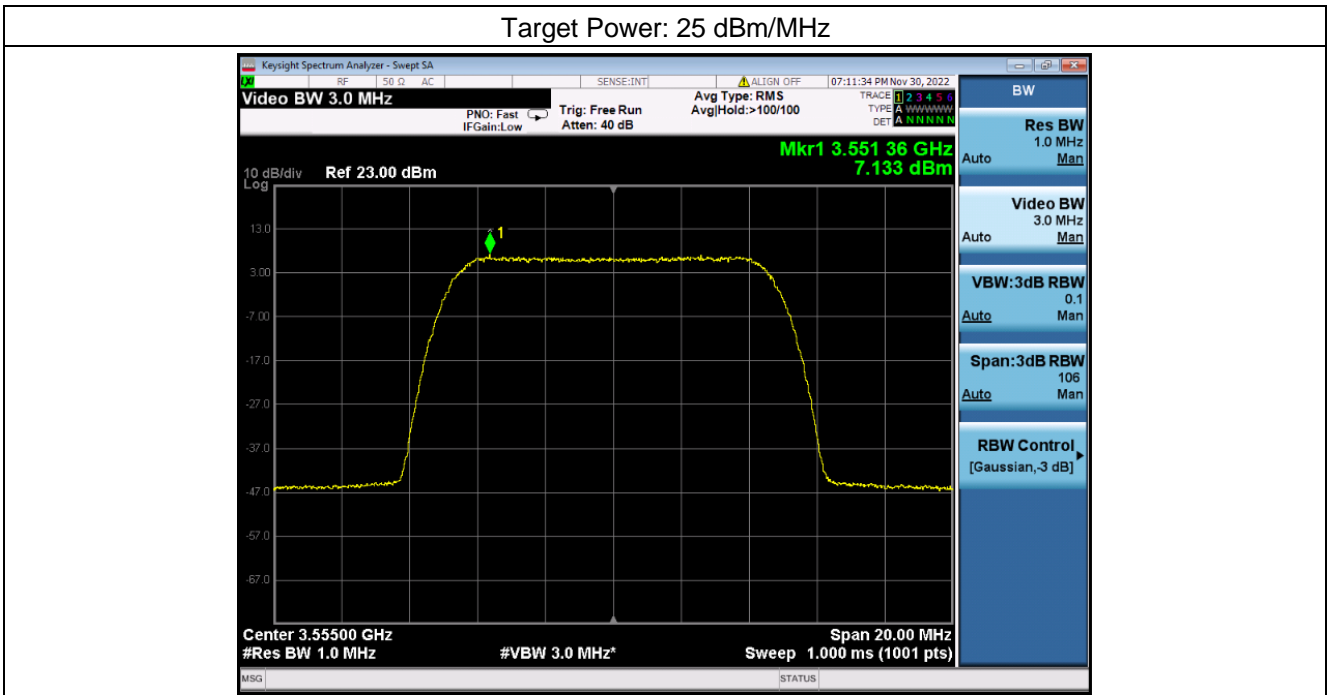 Target Power: 25 dBm/MHz
Keysight Spectrum Analyzer - Swept SA
LXI RF 50 Ω AC SENSE:INT ALIGN OFF 07:11:34 PM Nov 30, 2022
Video BW 3.0 MHz
PNO: Fast
IFGain:Low
Trig: Free Run
Atten: 40 dB
Avg Type: RMS
Avg|Hold:>100/100
TRACE 1 2 3 4 5 6
TYPE A WWWWW
DET A N N N N N
Mkr1 3.551 36 GHz
7.133 dBm
10 dB/div Ref 23.00 dBm
Log
13.0
3.00
-7.00
-17.0
-27.0
-37.0
-47.0
-57.0
-67.0
1
Center 3.55500 GHz Span 20.00 MHz
#Res BW 1.0 MHz #VBW 3.0 MHz* Sweep 1.000 ms (1001 pts)
MSG STATUS
BW
Res BW
1.0 MHz
Auto Man
Video BW
3.0 MHz
Auto Man
VBW:3dB RBW
0.1
Auto Man
Span:3dB RBW
106
Auto Man
RBW Control
[Gaussian,-3 dB]